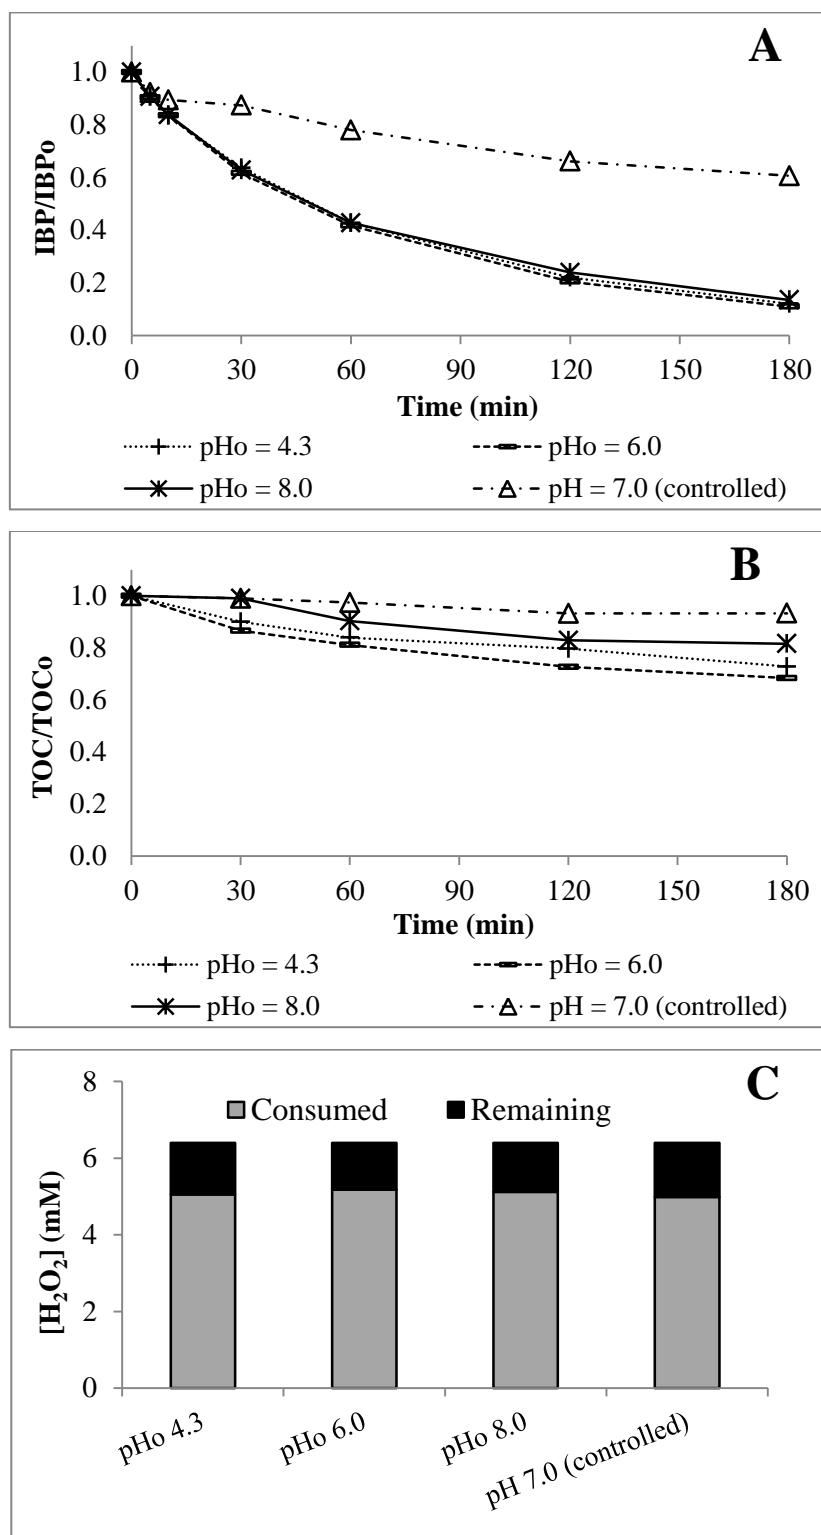 A
IBP/IBPo
1.0
0.8
0.6
0.4
0.2
0.0
0 30 60 90 120 150 180
Time (min)
pHo = 4.3 pHo = 6.0
pHo = 8.0 pH = 7.0 (controlled)
B
TOC/TOCo
1.0
0.8
0.6
0.4
0.2
0.0
0 30 60 90 120 150 180
Time (min)
pHo = 4.3 pHo = 6.0
pHo = 8.0 pH = 7.0 (controlled)
C
[H₂O₂] (mM)
8
6
4
2
0
Consumed Remaining
pHo 4.3 pHo 6.0 pHo 8.0 pH 7.0 (controlled)